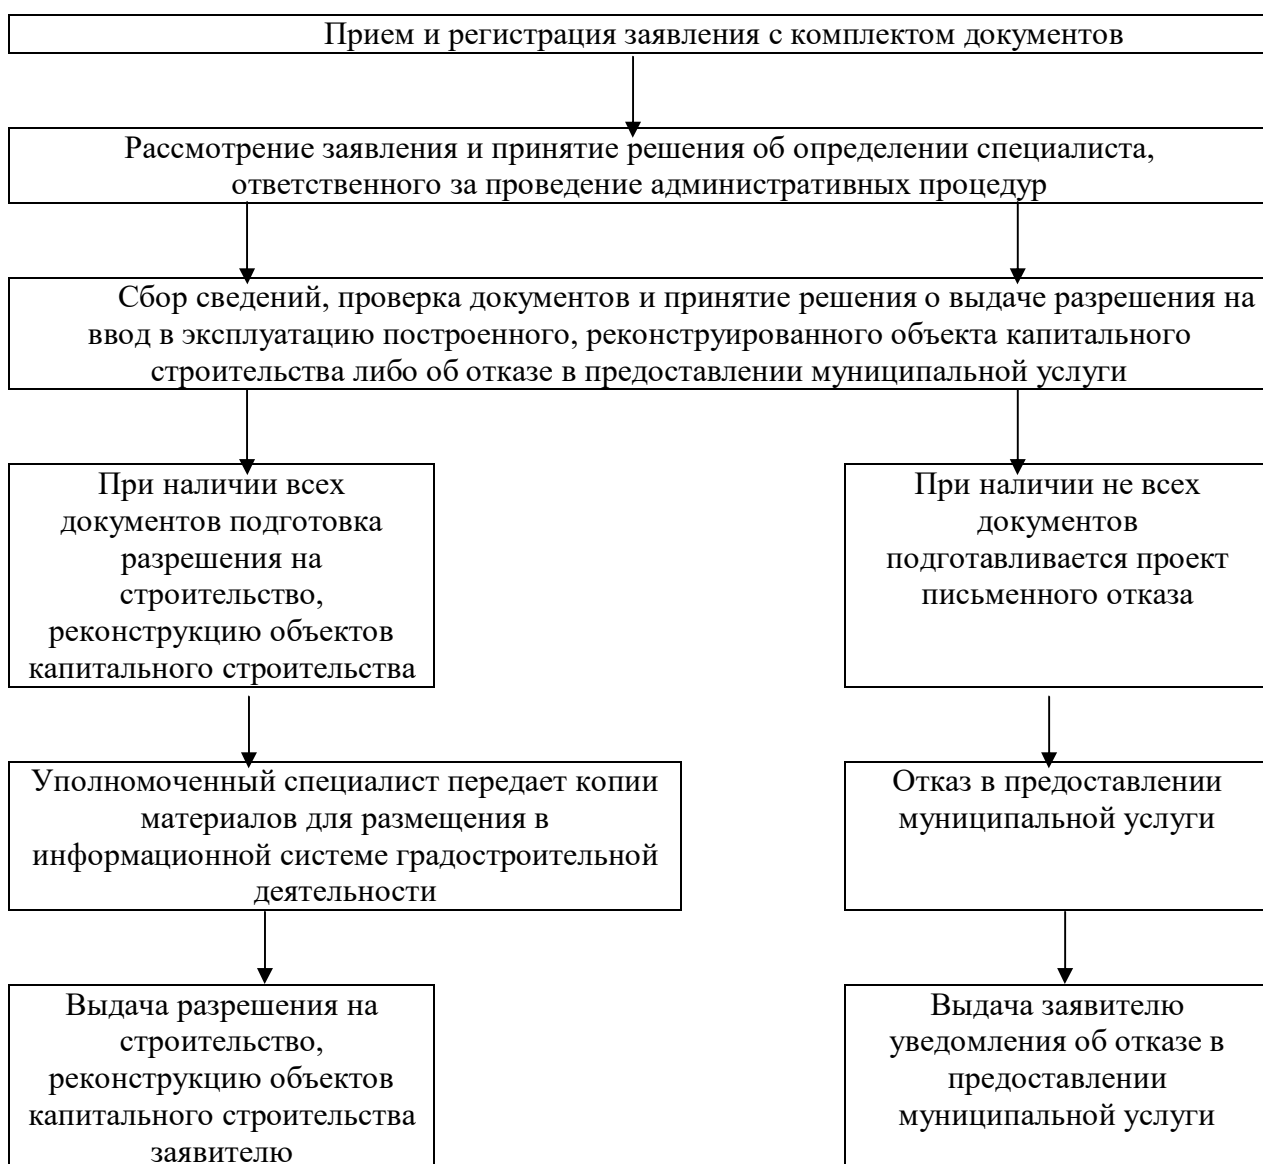 Прием и регистрация заявления с комплектом документов
Рассмотрение заявления и принятие решения об определении специалиста,
ответственного за проведение административных процедур
Сбор сведений, проверка документов и принятие решения о выдаче разрешения на
ввод в эксплуатацию построенного, реконструированного объекта капитального
строительства либо об отказе в предоставлении муниципальной услуги
При наличии всех
документов подготовка
разрешения на
строительство,
реконструкцию объектов
капитального строительства
При наличии не всех
документов
подготавливается проект
письменного отказа
Уполномоченный специалист передает копии
материалов для размещения в
информационной системе градостроительной
деятельности
Отказ в предоставлении
муниципальной услуги
Выдача разрешения на
строительство,
реконструкцию объектов
капитального строительства
заявителю
Выдача заявителю
уведомления об отказе в
предоставлении
муниципальной услуги